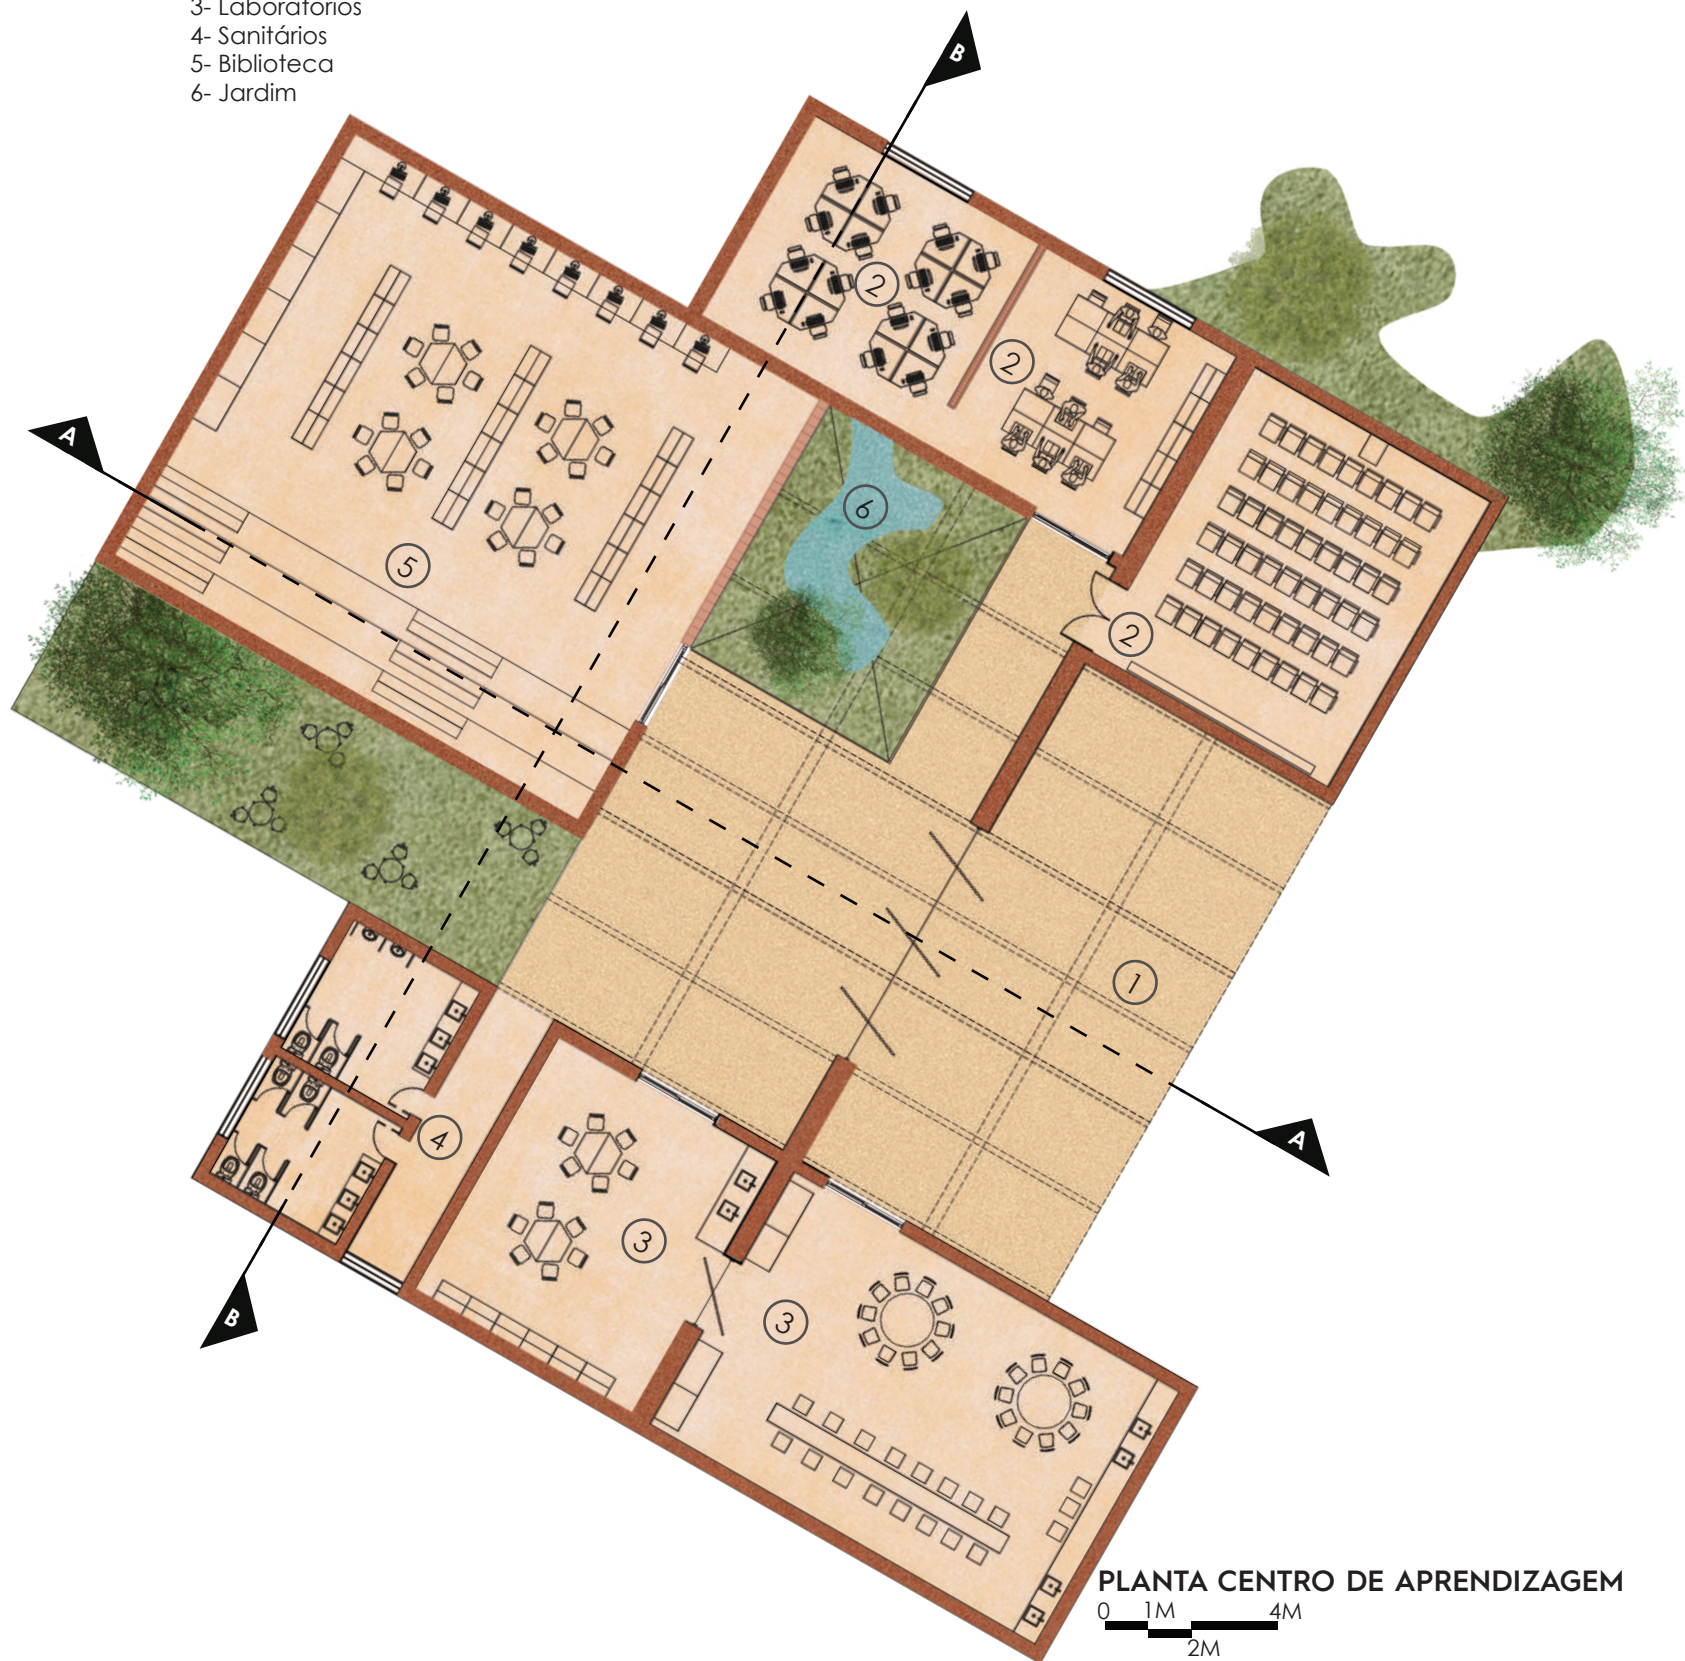 3- Laboratórios
4- Sanitários
5- Biblioteca
6- Jardim
B
2
2
A
6
5
2
1
4
A
3
B
3
PLANTA CENTRO DE APRENDIZAGEM
0 1M 4M
2M